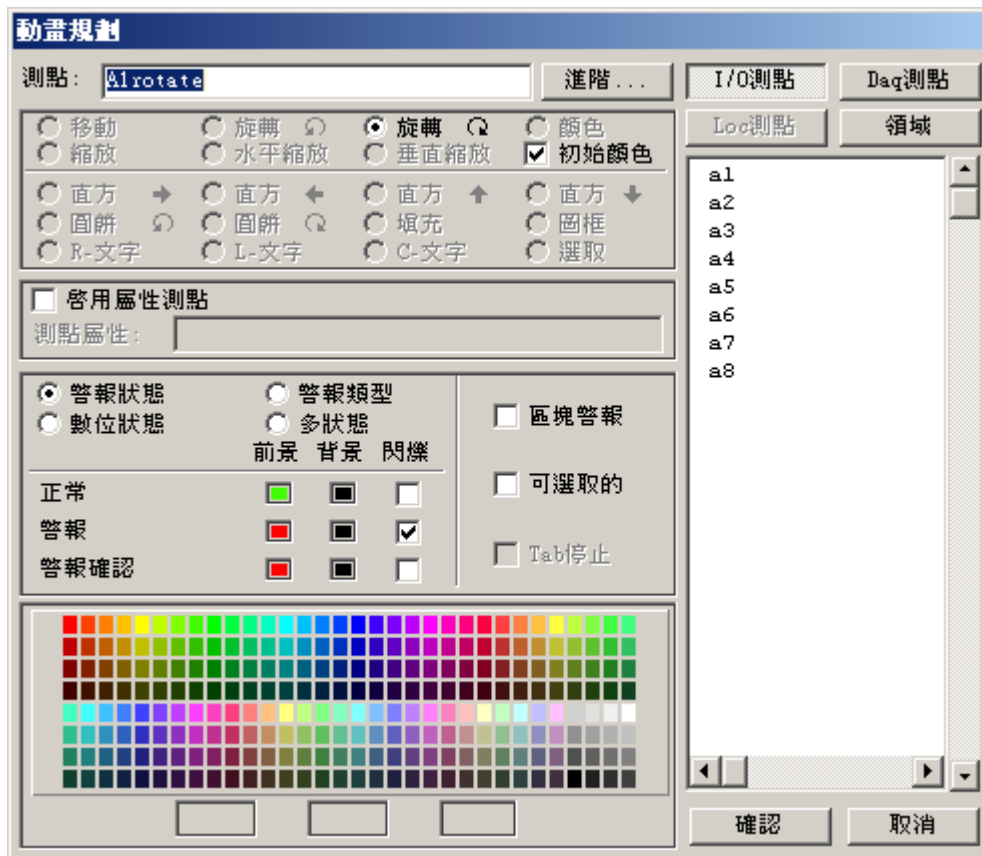 動畫規劃
測點: A1rotate 進階... I/O測點 Daq測點
Loc測點 領域
移動 旋轉 旋轉 顏色
縮放 水平縮放 垂直縮放 初始顏色
直方 直方 直方 直方
圓餅 圓餅 填充 圖框
R-文字 L-文字 C-文字 選取
啓用屬性測點
測點屬性:
警報狀態 警報類型
數位狀態 多狀態
前景 背景 閃爍
正常
警報
警報確認
區塊警報
可選取的
Tab停止
a1
a2
a3
a4
a5
a6
a7
a8
確認 取消